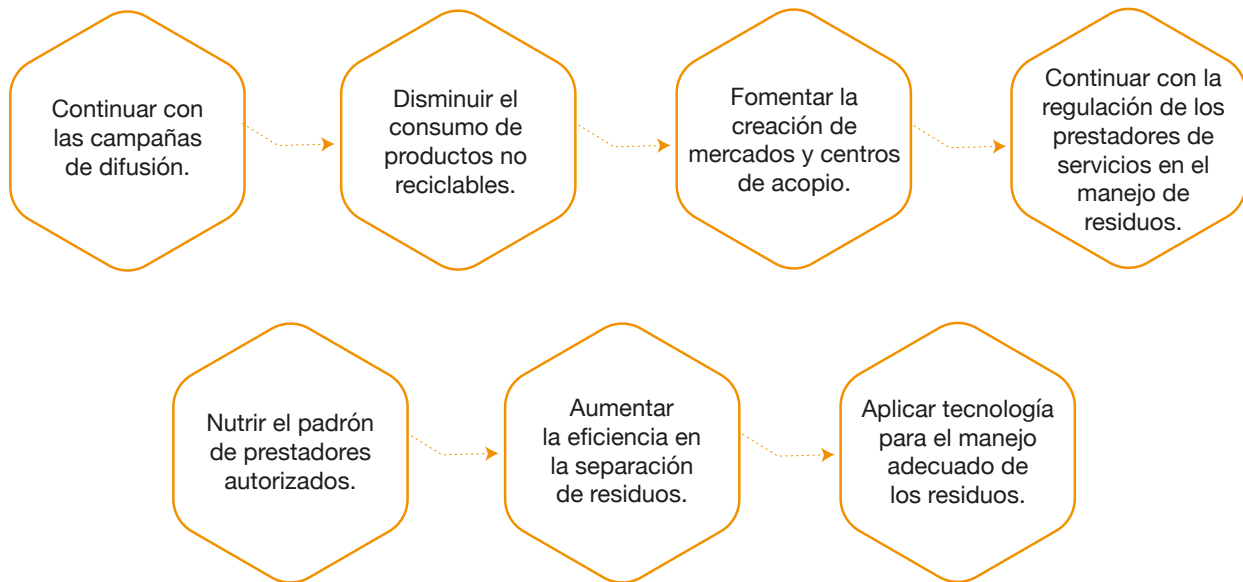 Continuar con
las campañas
de difusión.
Disminuir el
consumo de
productos no
reciclables.
Fomentar la
creación de
mercados y centros
de acopio.
Continuar con la
regulación de los
prestadores de
servicios en el
manejo de
residuos.
Nutrir el padrón
de prestadores
autorizados.
Aumentar
la eficiencia en
la separación
de residuos.
Aplicar tecnología
para el manejo
adecuado de
los residuos.